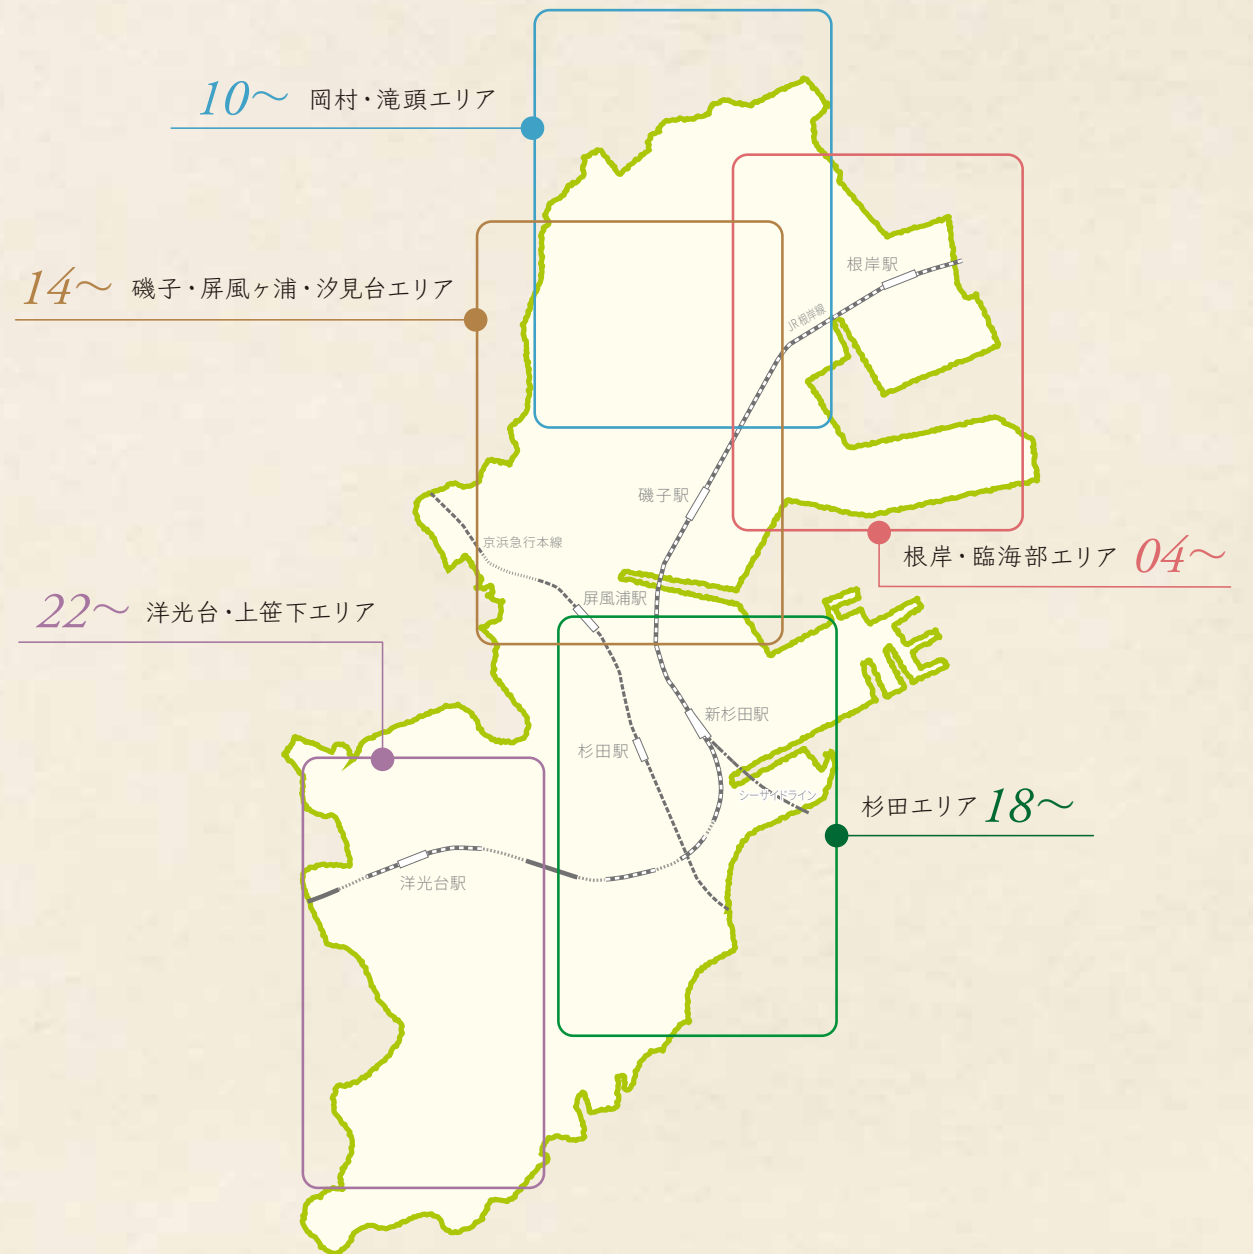 10〜 岡村・滝頭エリア
根岸駅
14〜 磯子・屏風ヶ浦・汐見台エリア
JR根岸線
磯子駅
京浜急行本線
根岸・臨海部エリア 04〜
22〜 洋光台・上笹下エリア
屏風浦駅
新杉田駅
杉田駅
シーサイドライン
杉田エリア 18〜
洋光台駅